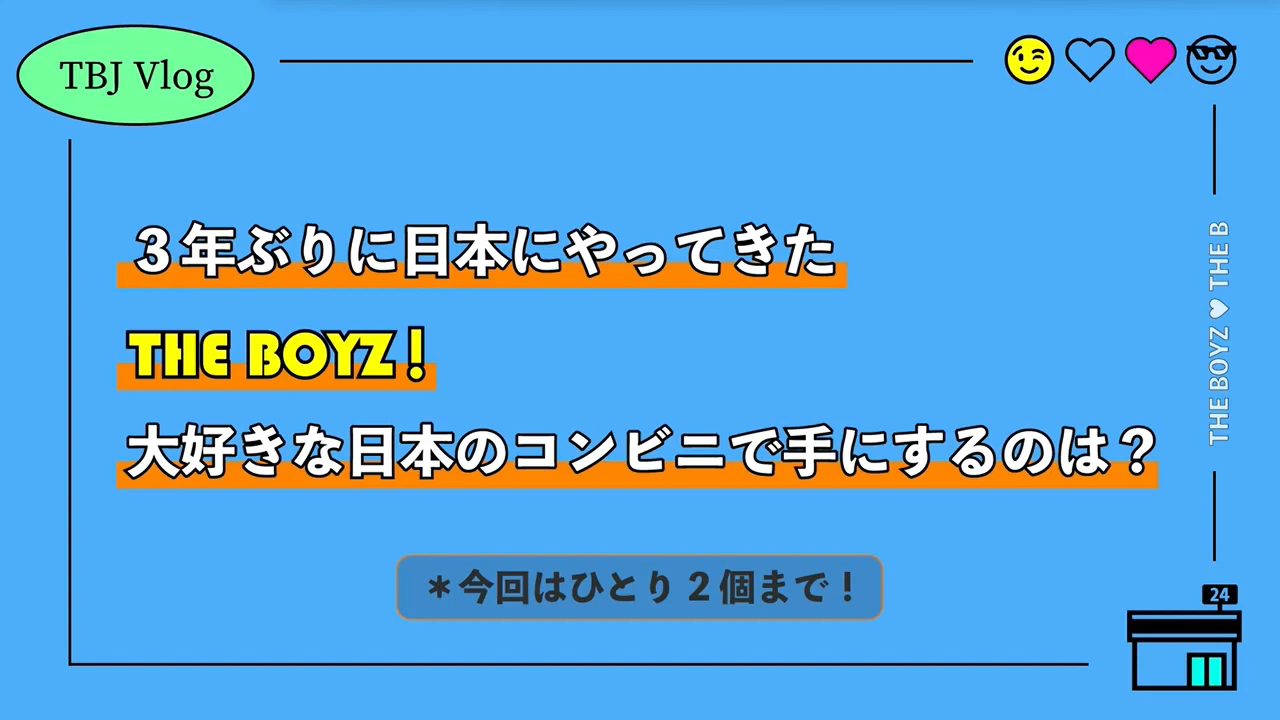 TBJ Vlog
３年ぶりに日本にやってきた
THE BOYZ！
大好きな日本のコンビニで手にするのは？
＊今回はひとり２個まで！
THE BOYZ ♥ THE B
24